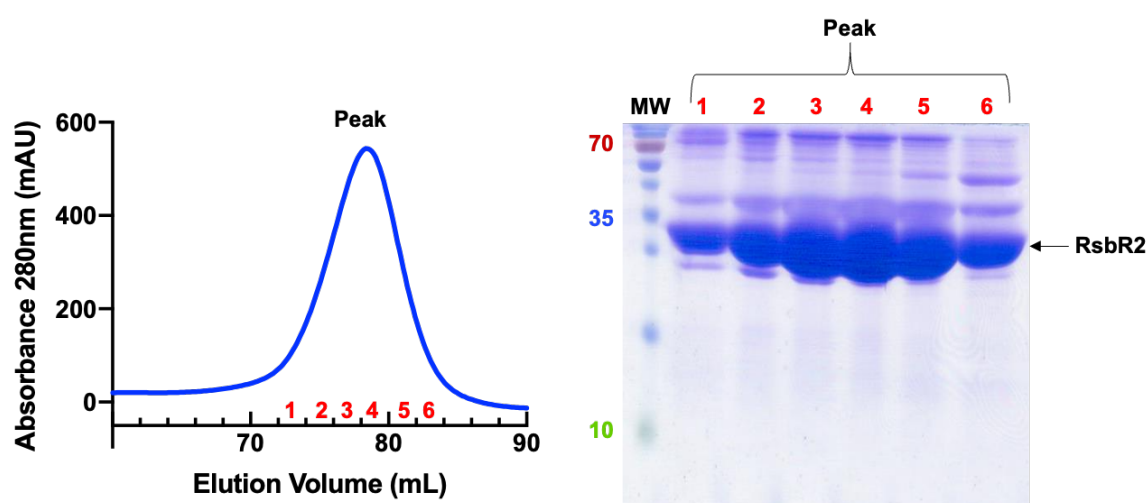 Absorbance 280nm (mAU)
600
400
200
0
Peak
1 2 3 4 5 6
70 80 90
Elution Volume (mL)
Peak
MW 1 2 3 4 5 6
70
35
10
RsbR2